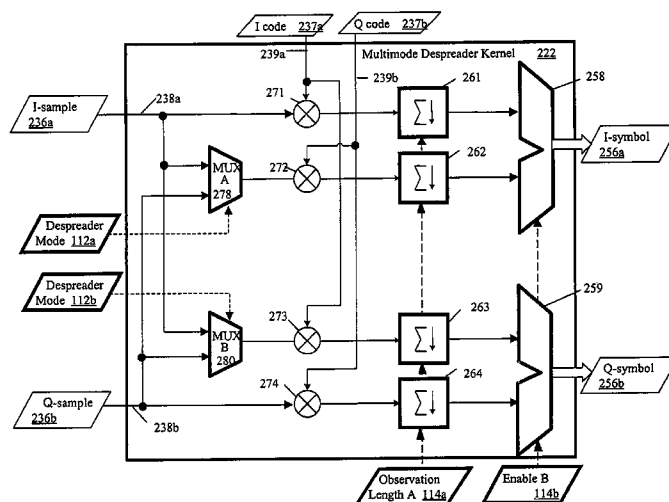 I code 237a
Q code 237b
239a
Multimode Despreader Kernel 222
239b
261
258
I-sample
236a
238a
271
I-symbol
256a
262
272
MUX
A
278
Despreader
Mode 112a
Despreader
Mode 112b
259
263
273
MUX
B
280
264
274
Q-symbol
256b
Q-sample
236b
238b
Observation
Length A 114a
Enable B
114b
Σ↓
Σ↓
Σ↓
Σ↓